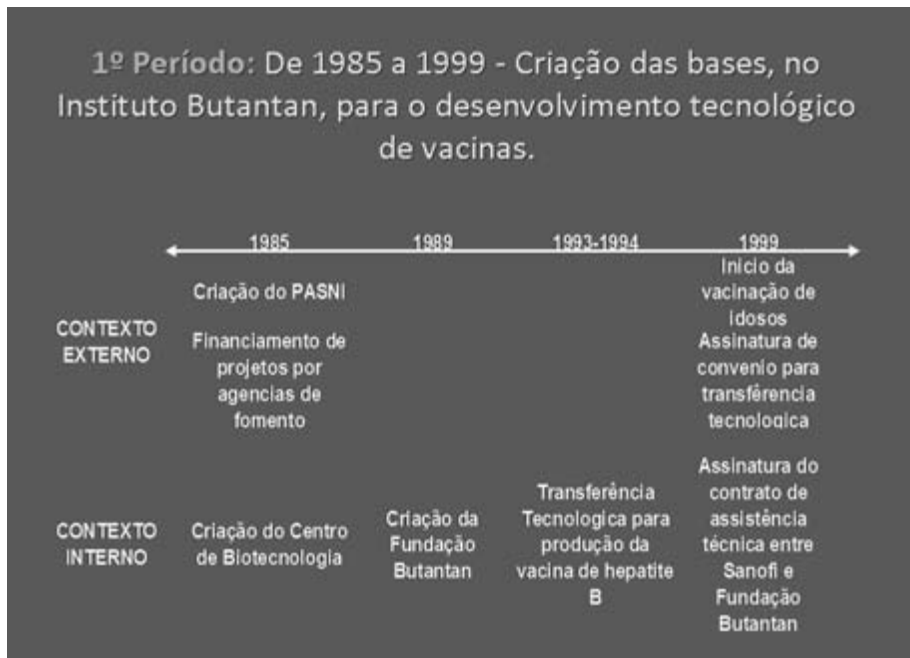 1º Período: De 1985 a 1999 - Criação das bases, no
Instituto Butantan, para o desenvolvimento tecnológico
de vacinas.
1985
1989
1993-1994
1999
CONTEXTO
EXTERNO
Criação do PASNI
Financiamento de
projetos por
agencias de
fomento
Início da
vacinação de
idosos
Assinatura de
convenio para
transfêrencia
tecnologica
CONTEXTO
INTERNO
Criação do Centro
de Biotecnologia
Criação da
Fundação
Butantan
Transferência
Tecnologica para
produção da
vacina de hepatite
B
Assinatura do
contrato de
assistência
técnica entre
Sanofi e
Fundação
Butantan